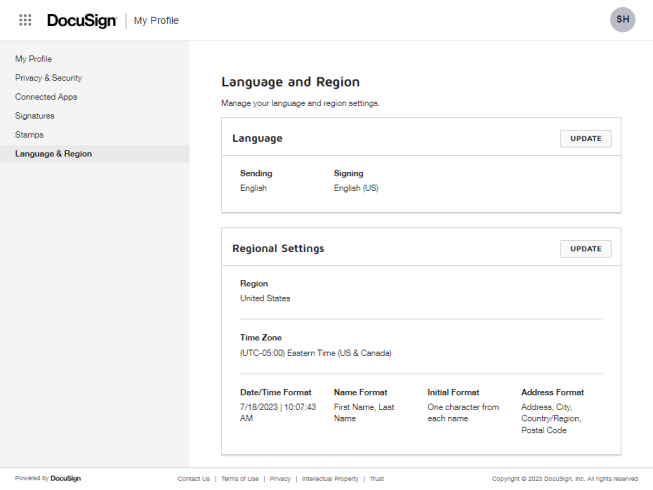 DocuSign My Profile
SH
My Profile
Privacy & Security
Connected Apps
Signatures
Stamps
Language & Region
Language and Region
Manage your language and region settings.
Language
UPDATE
Sending
English
Signing
English (US)
Regional Settings
UPDATE
Region
United States
Time Zone
(UTC-05:00) Eastern Time (US & Canada)
Date/Time Format
7/18/2023 | 10:07:43
AM
Name Format
First Name, Last
Name
Initial Format
One character from
each name
Address Format
Address, City,
Country/Region,
Postal Code
Powered by DocuSign
Contact Us | Terms of Use | Privacy | Intellectual Property | Trust
Copyright © 2023 DocuSign, Inc. All rights reserved